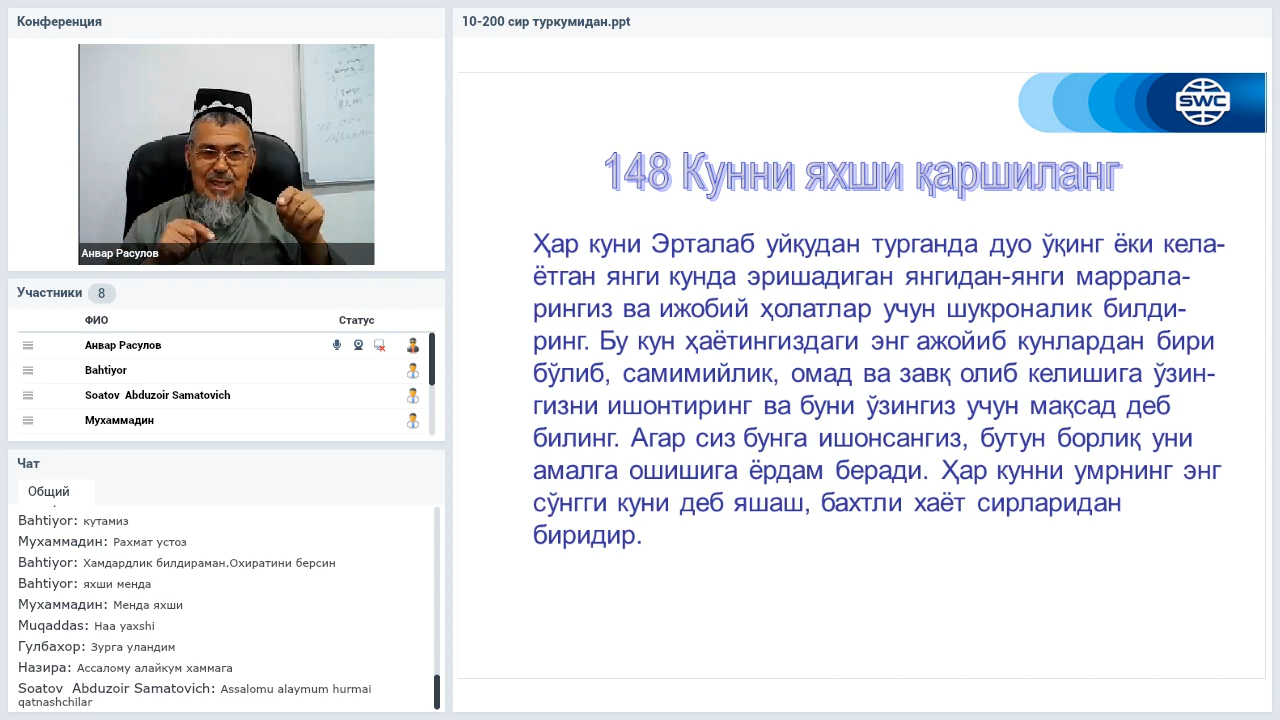 Конференция
Анвар Расулов
Участники 8
ФИО Статус
Анвар Расулов
Bahtiyor
Soatov Abduzoir Samatovich
Мухаммадин
Чат
Общий
Bahtiyor: кутамиз
Мухаммадин: Рахмат устоз
Bahtiyor: Хамдардлик билдираман.Охиратини берсин
Bahtiyor: яхши менда
Мухаммадин: Менда яхши
Muqaddas: Haa yaxshi
Гулбахор: Зурга уландим
Назира: Ассалому алайкум хаммага
Soatov Abduzoir Samatovich: Assalomu alaymum hurmai
qatnashchilar
10-200 сир туркумидан.ppt
SWC
148 Кунни яхши қаршиланг
Ҳар куни Эрталаб уйқудан турганда дуо ўқинг ёки кела-
ётган янги кунда эришадиган янгидан-янги маррала-
рингиз ва ижобий ҳолатлар учун шукроналик билди-
ринг. Бу кун ҳаётингиздаги энг ажойиб кунлардан бири
бўлиб, самимийлик, омад ва завқ олиб келишига ўзин-
гизни ишонтиринг ва буни ўзингиз учун мақсад деб
билинг. Агар сиз бунга ишонсангиз, бутун борлиқ уни
амалга ошишига ёрдам беради. Ҳар кунни умрнинг энг
сўнгги куни деб яшаш, бахтли хаёт сирларидан
биридир.